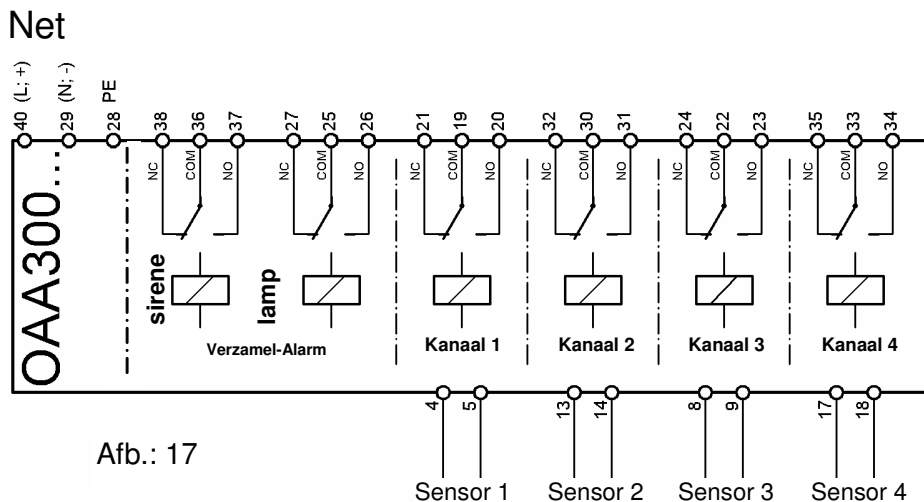 Net
40 (L; +)
29 (N; -)
28 PE
38
36
37
27
25
26
21
19
20
32
30
31
24
22
23
35
33
34
NC
COM
NO
NC
COM
NO
NC
COM
NO
NC
COM
NO
NC
COM
NO
NC
COM
NO
OAA300...
sirene
lamp
Verzamel-Alarm
Kanaal 1
Kanaal 2
Kanaal 3
Kanaal 4
4
5
13
14
8
9
17
18
Afb.: 17
Sensor 1
Sensor 2
Sensor 3
Sensor 4